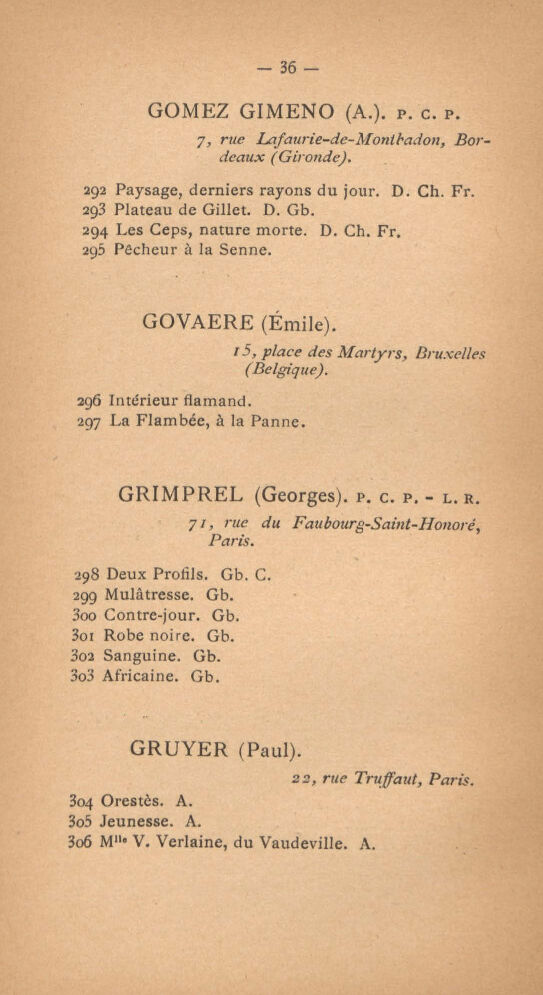 — 36 —
GOMEZ GIMENO (A.). P. C. P.
7, rue Lafaurie-de-Montbadon, Bor-
deaux (Gironde).
292 Paysage, derniers rayons du jour. D. Ch. Fr.
293 Plateau de Gillet. D. Gb.
294 Les Ceps, nature morte. D. Ch. Fr.
295 Pêcheur à la Senne.
GOVAERE (Émile).
15, place des Martyrs, Bruxelles
(Belgique).
296 Intérieur flamand.
297 La Flambée, à la Panne.
GRIMPREL (Georges). P. C. P. - L. R.
71, rue du Faubourg-Saint-Honoré,
Paris.
298 Deux Profils. Gb. C.
299 Mulâtresse. Gb.
300 Contre-jour. Gb.
301 Robe noire. Gb.
302 Sanguine. Gb.
303 Africaine. Gb.
GRUYER (Paul).
22, rue Truffaut, Paris.
304 Orestès. A.
305 Jeunesse. A.
306 Mlle V. Verlaine, du Vaudeville. A.